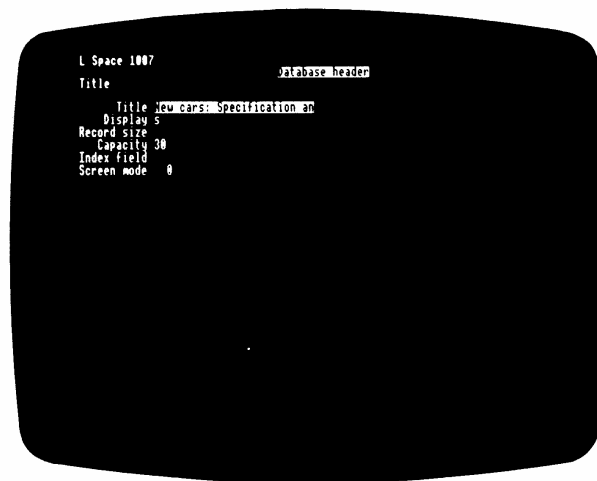 L Space 1007
Database header
Title
Title New cars: Specification an
Display s
Record size
Capacity 30
Index field
Screen mode 0